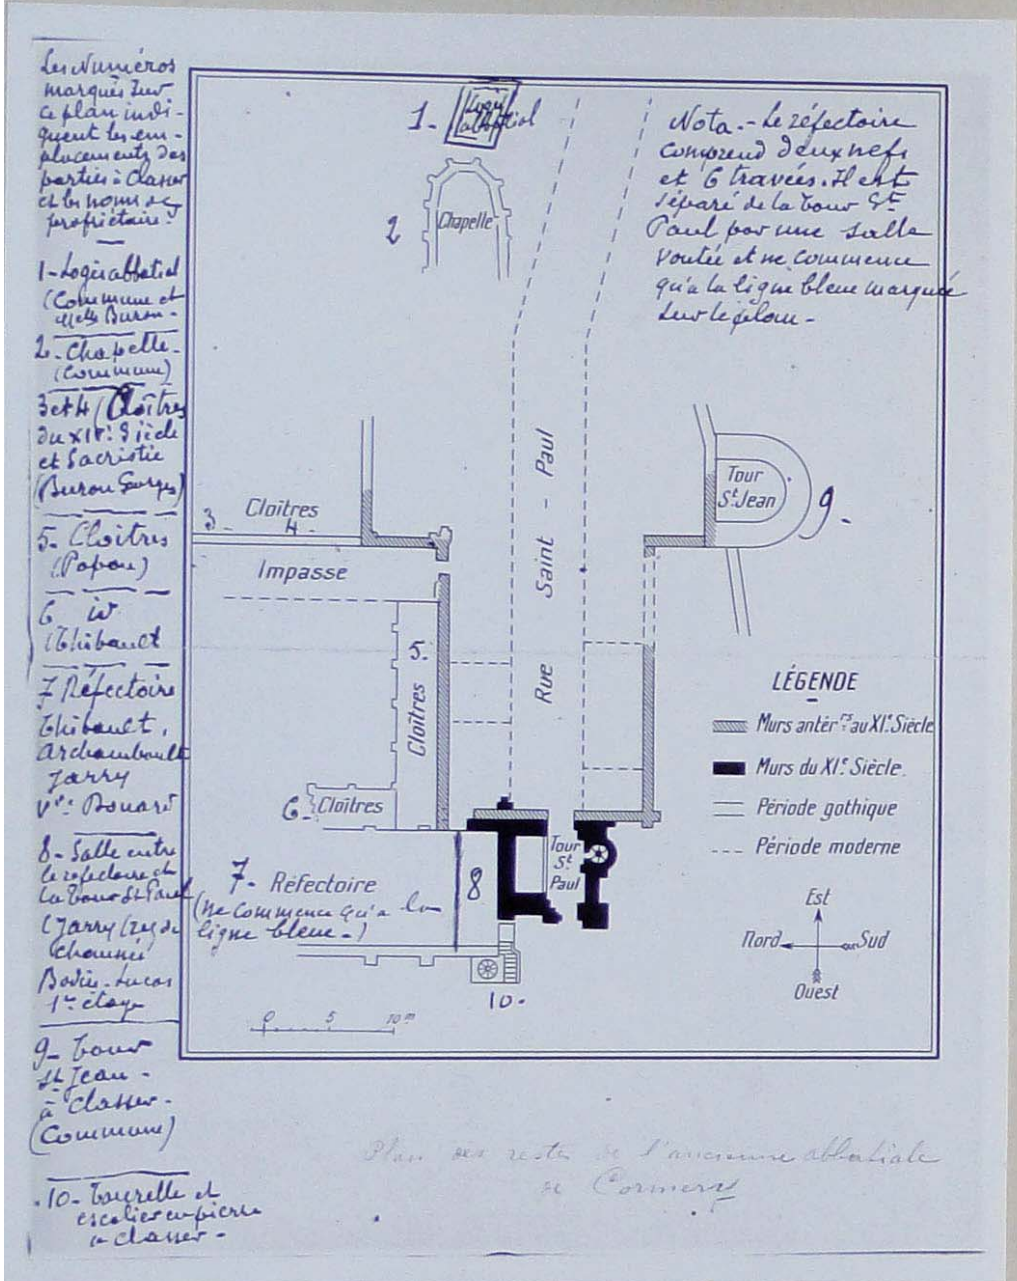 Les Numéros
marqués sur
ce plan indi-
quent les em-
placements des
parties à classer
et les noms des
propriétaires.
1 - Logis abbatial
(Commune et
Melle Buron -
2 - Chapelle -
(Commune)
3 et 4 / Cloîtres
du XIVe Siècle
et Sacristie
(Buron Georges)
5 - Cloîtres
(Papou)
6 id
(Thibault
7 Réfectoire
Thibault,
Archambault
Jarry
Vve Bouard
8 - Salle entre
le réfectoire et
la tour St Paul
(Jarry (rez de
chaussée)
Lucas
1er étage
9 - Tour
St Jean -
à classer -
(Commune)
10 - Tourelle et
escalier en pierre
à classer -
1 - Logis
abbatial
2 Chapelle
Nota. - Le réfectoire
comprend deux nefs
et 6 travées. Il est
séparé de la tour St
Paul par une salle
voûtée et ne commence
qu'à la ligne bleue marquée
sur le plan -
Tour
St Jean
9 -
3 - Cloîtres
4 -
Impasse
Rue Saint - Paul
5.
Cloîtres
6 - Cloîtres
7 - Réfectoire
(ne commence qu'à la
ligne bleue -)
8
Tour
St
Paul
10 -
LÉGENDE
Murs antérrs au XIe Siècle
Murs du XIe Siècle.
Période gothique
Période moderne
Est
Nord Sud
Ouest
0 5 10 m
Plan des restes de l'ancienne abbatiale
de Cormery